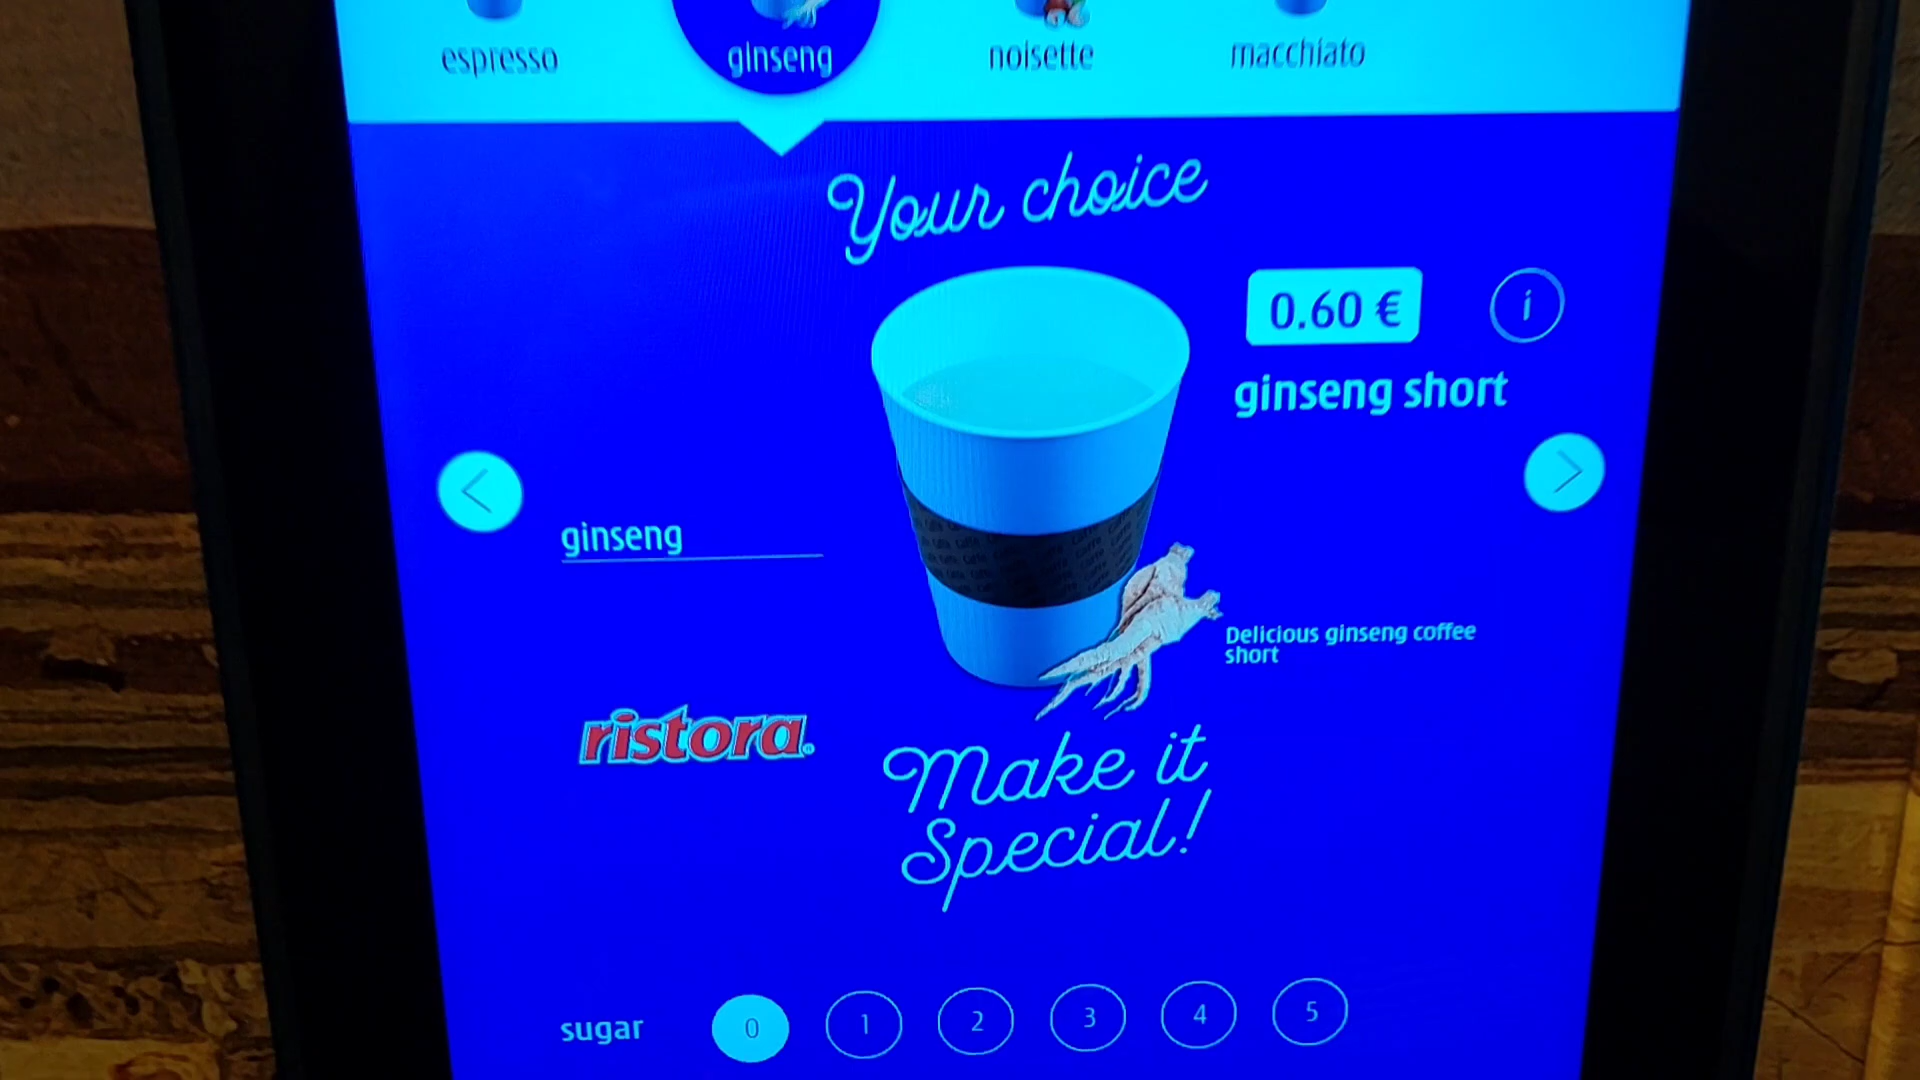 espresso
ginseng
noisette
macchiato
Your choice
0.60 €
i
ginseng short
ginseng
Delicious ginseng coffee
short
ristora
Make it
Special!
sugar
0
1
2
3
4
5